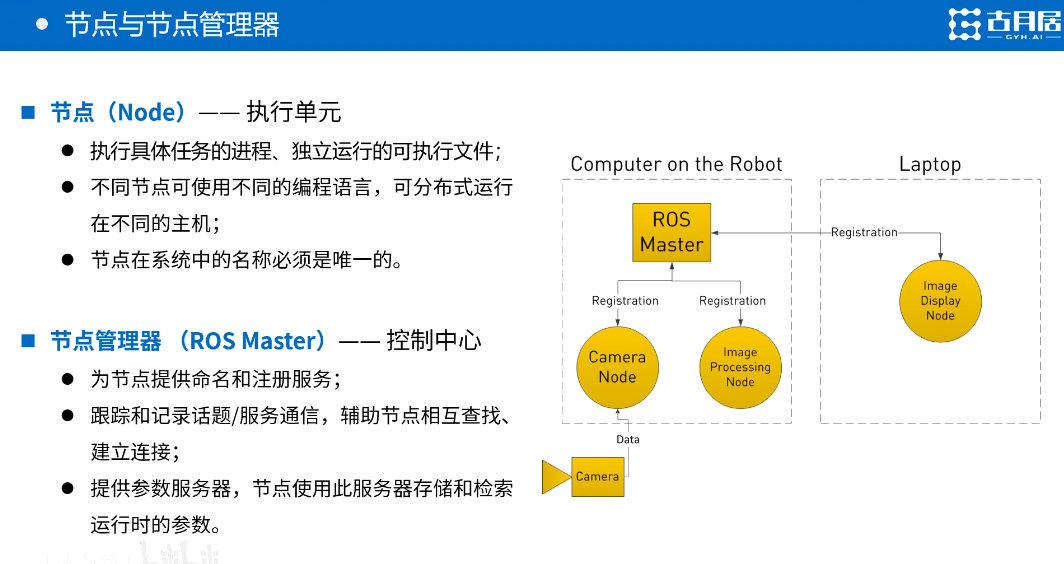 ● 节点与节点管理器
古月居
GYH.AI
■ 节点（Node）—— 执行单元
● 执行具体任务的进程、独立运行的可执行文件；
● 不同节点可使用不同的编程语言，可分布式运行
在不同的主机；
● 节点在系统中的名称必须是唯一的。
■ 节点管理器 （ROS Master）—— 控制中心
● 为节点提供命名和注册服务；
● 跟踪和记录话题/服务通信，辅助节点相互查找、
建立连接；
● 提供参数服务器，节点使用此服务器存储和检索
运行时的参数。
Computer on the Robot
Laptop
ROS
Master
Registration
Registration
Registration
Image
Display
Node
Camera
Node
Image
Processing
Node
Data
Camera